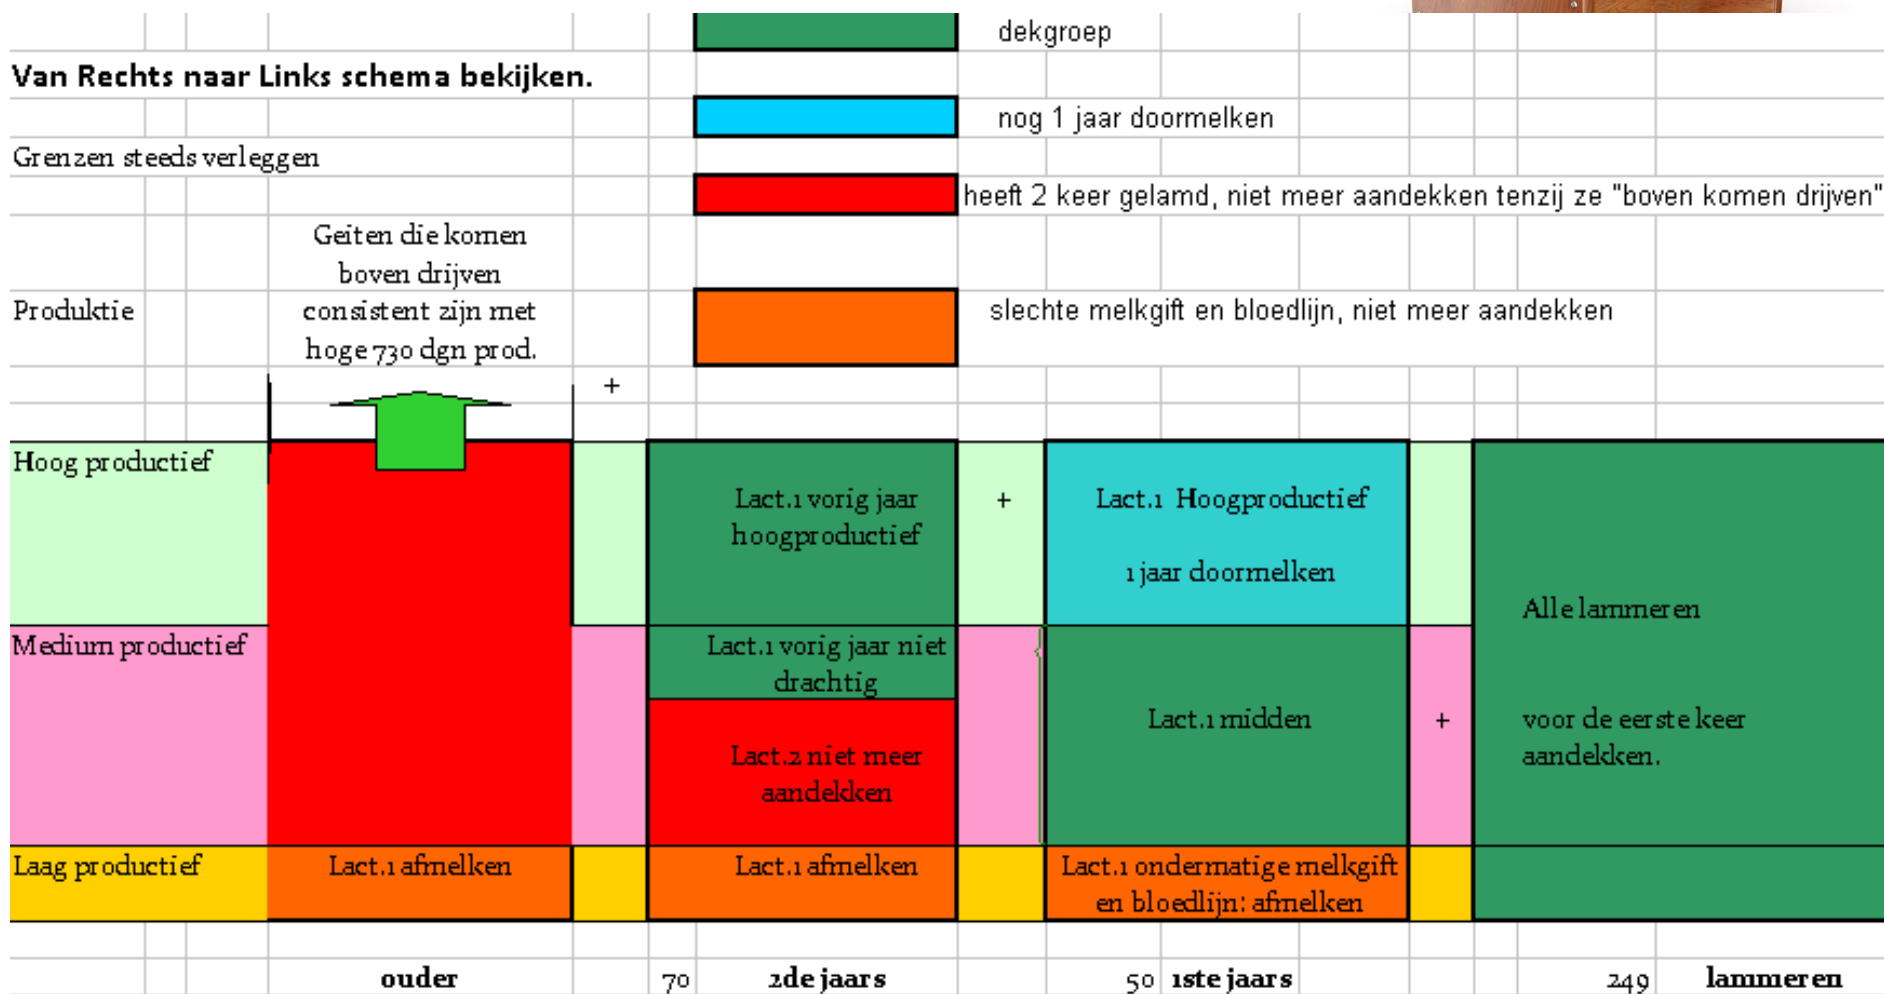 dekgroep
Van Rechts naar Links schema bekijken.
nog 1 jaar doormelken
Grenzen steeds verleggen
heeft 2 keer gelamd, niet meer aandekken tenzij ze "boven komen drijven"
Geiten die komen
boven drijven
consistent zijn met
hoge 730 dgn prod.
Produktie
slechte melkgift en bloedlijn, niet meer aandekken
+
Hoog productief
Lact.1 vorig jaar
hoogproductief
+
Lact.1 Hoogproductief
1 jaar doormelken
Alle lammeren
voor de eerste keer
aandekken.
Medium productief
Lact.1 vorig jaar niet
drachtig
Lact.2 niet meer
aandekken
Lact.1 midden
+
Laag productief
Lact.1 afmelken
Lact.1 afmelken
Lact.1 ondermatige melkgift
en bloedlijn: afmelken
ouder 70 2de jaars 50 1ste jaars 249 lammeren